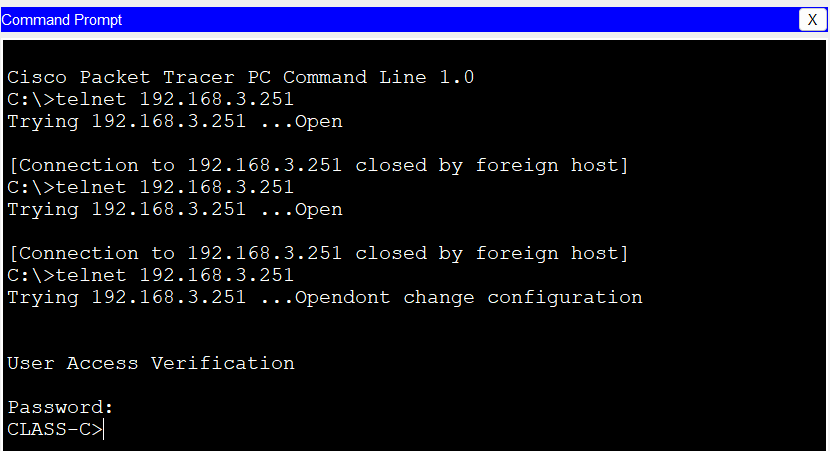 Command Prompt
X
Cisco Packet Tracer PC Command Line 1.0
C:\>telnet 192.168.3.251
Trying 192.168.3.251 ...Open
[Connection to 192.168.3.251 closed by foreign host]
C:\>telnet 192.168.3.251
Trying 192.168.3.251 ...Open
[Connection to 192.168.3.251 closed by foreign host]
C:\>telnet 192.168.3.251
Trying 192.168.3.251 ...Opendont change configuration
User Access Verification
Password:
CLASS-C>